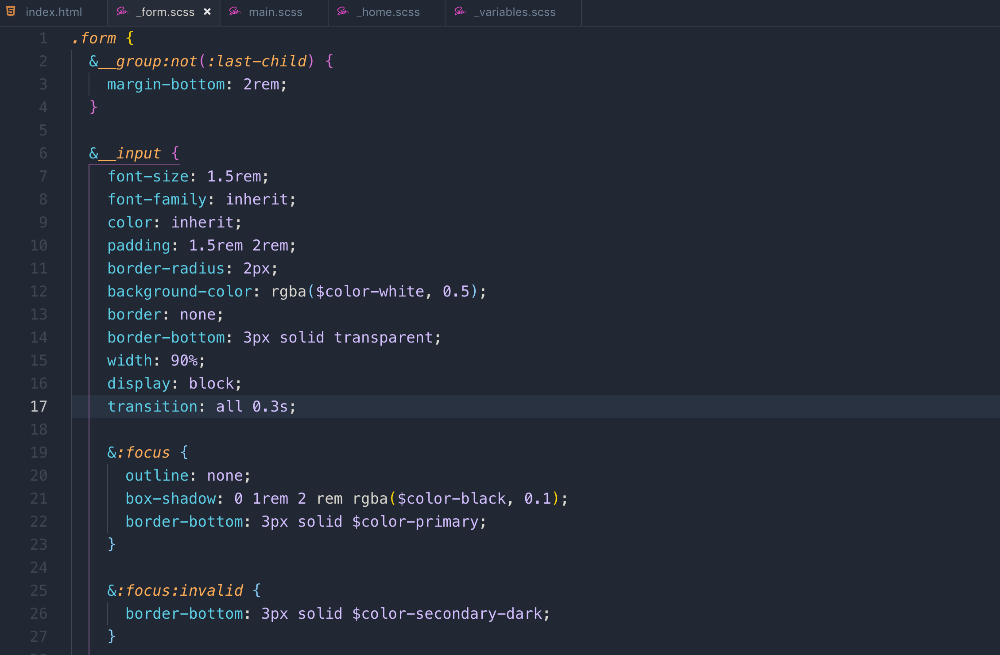 index.html _form.scss × main.scss _home.scss _variables.scss
1 .form {
2 &__group:not(:last-child) {
3 margin-bottom: 2rem;
4 }
5
6 &__input {
7 font-size: 1.5rem;
8 font-family: inherit;
9 color: inherit;
10 padding: 1.5rem 2rem;
11 border-radius: 2px;
12 background-color: rgba($color-white, 0.5);
13 border: none;
14 border-bottom: 3px solid transparent;
15 width: 90%;
16 display: block;
17 transition: all 0.3s;
18
19 &:focus {
20 outline: none;
21 box-shadow: 0 1rem 2 rem rgba($color-black, 0.1);
22 border-bottom: 3px solid $color-primary;
23 }
24
25 &:focus:invalid {
26 border-bottom: 3px solid $color-secondary-dark;
27 }